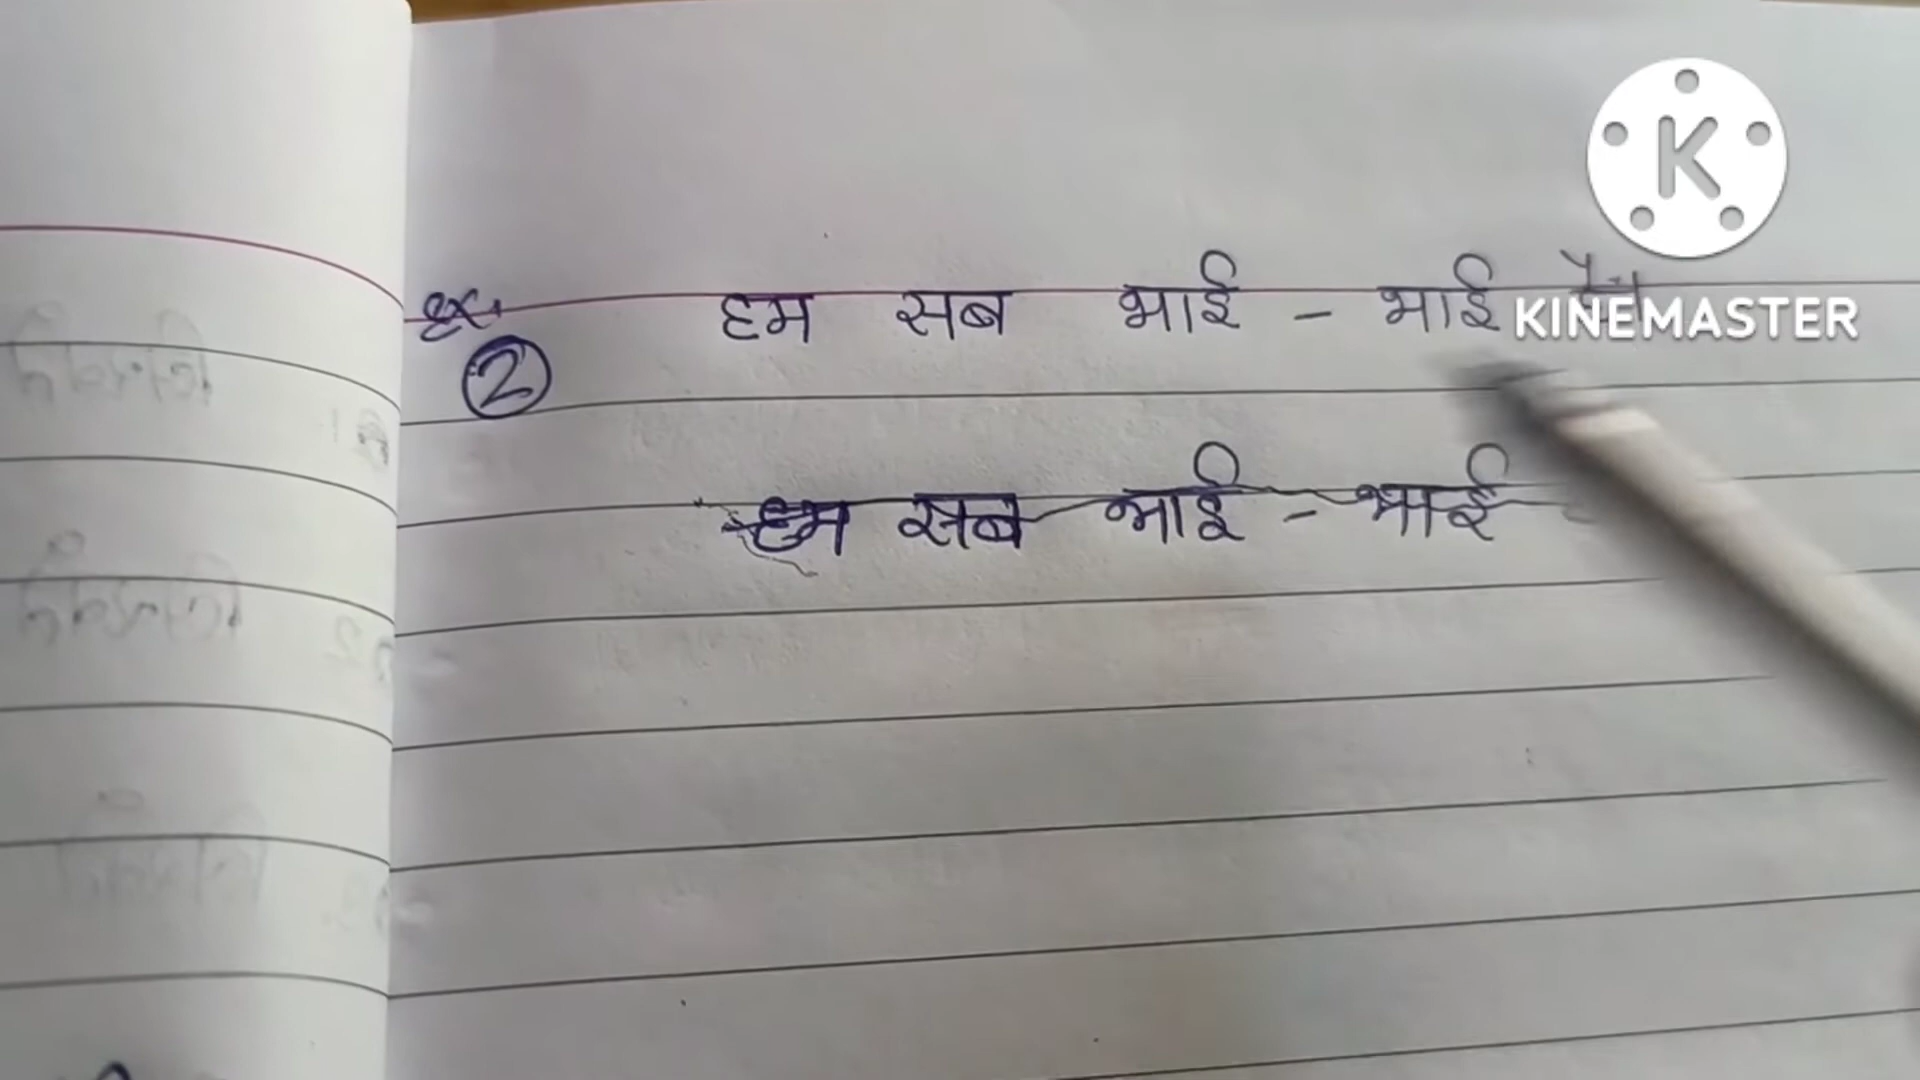 Ex. हम सब भाई - भाई हैं
②
हम सब भाई - भाई
KINEMASTER